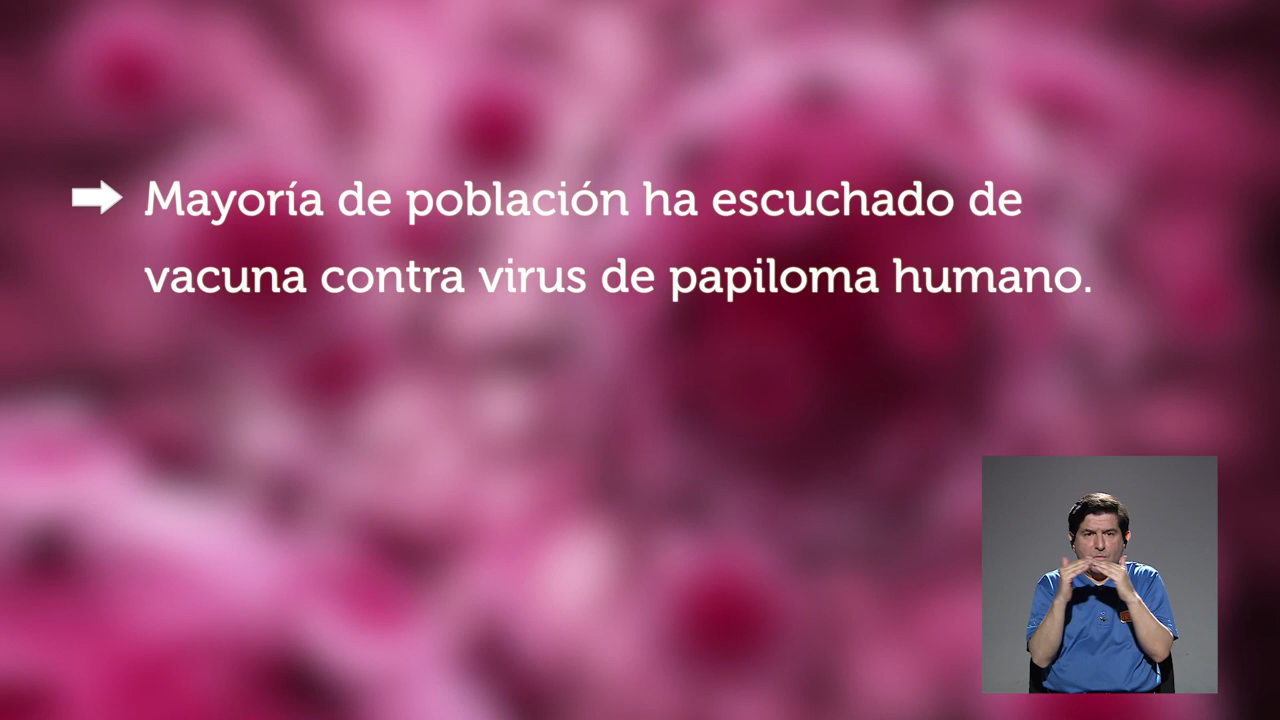 Mayoría de población ha escuchado de
vacuna contra virus de papiloma humano.